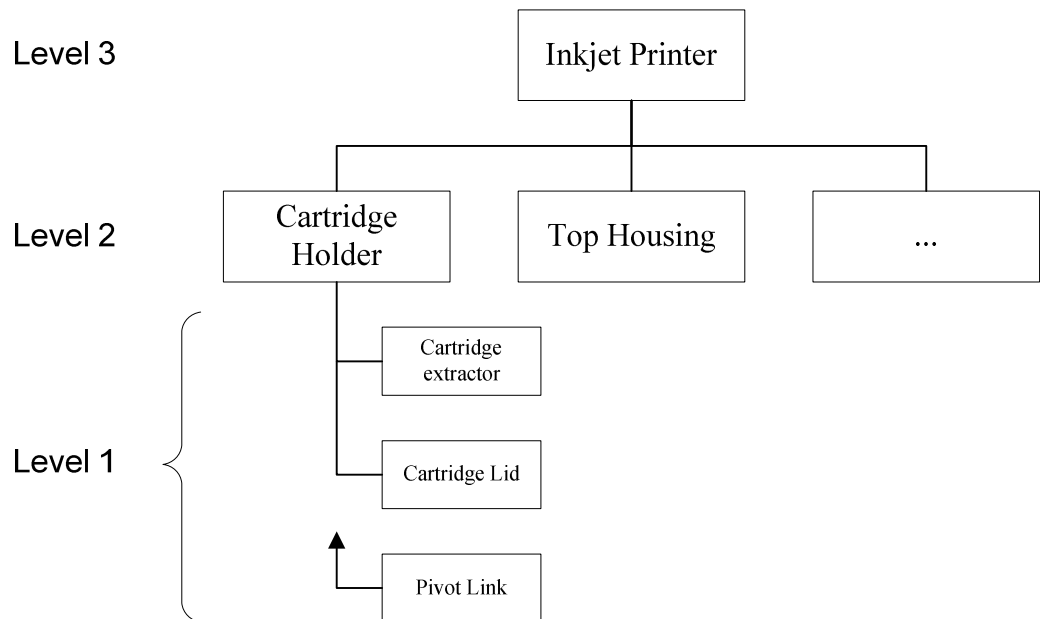 Level 3
Inkjet Printer
Level 2
Cartridge
Holder
Top Housing
...
Cartridge
extractor
Level 1
Cartridge Lid
Pivot Link